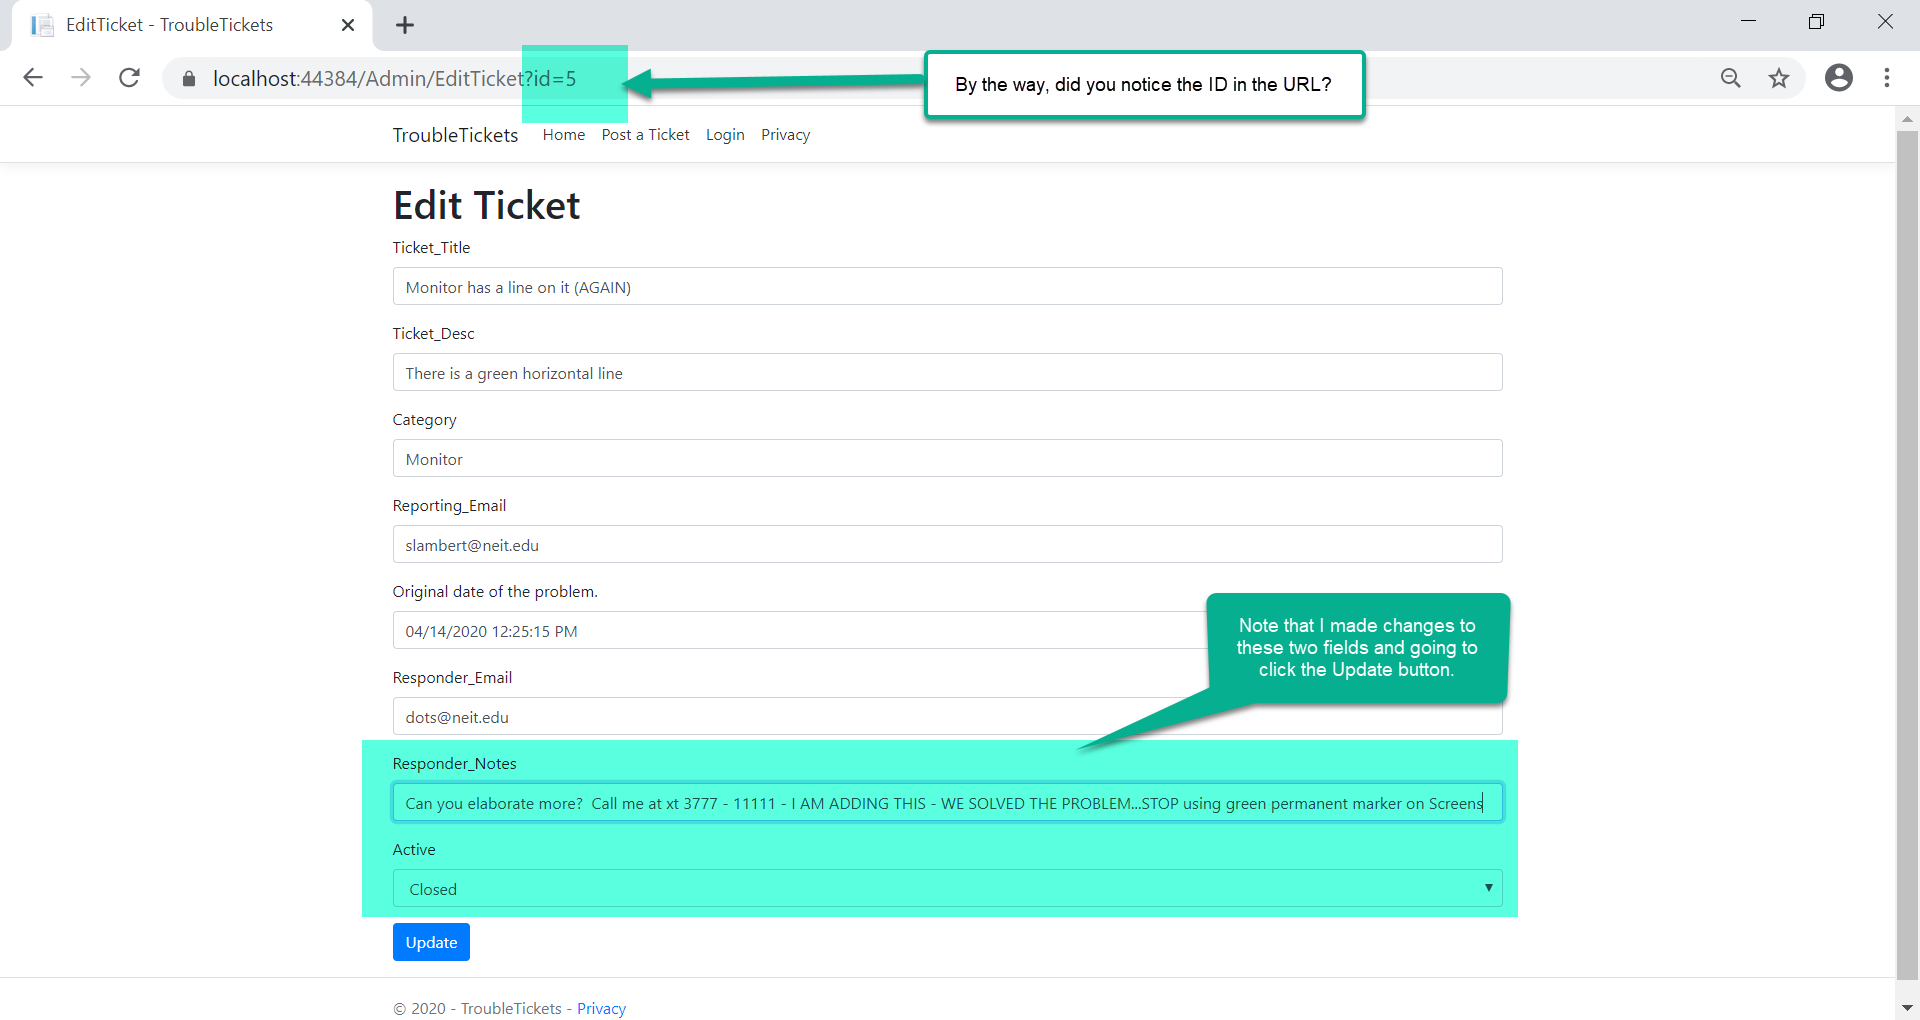 EditTicket - TroubleTickets
localhost:44384/Admin/EditTicket?id=5
By the way, did you notice the ID in the URL?
TroubleTickets Home Post a Ticket Login Privacy
Edit Ticket
Ticket_Title
Monitor has a line on it (AGAIN)
Ticket_Desc
There is a green horizontal line
Category
Monitor
Reporting_Email
slambert@neit.edu
Original date of the problem.
04/14/2020 12:25:15 PM
Note that I made changes to
these two fields and going to
click the Update button.
Responder_Email
dots@neit.edu
Responder_Notes
Can you elaborate more?  Call me at xt 3777 - 11111 - I AM ADDING THIS - WE SOLVED THE PROBLEM...STOP using green permanent marker on Screens
Active
Closed
Update
© 2020 - TroubleTickets - Privacy